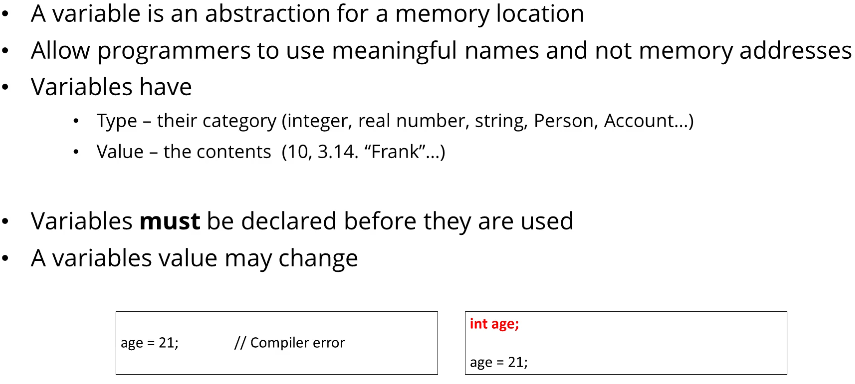 • A variable is an abstraction for a memory location
• Allow programmers to use meaningful names and not memory addresses
• Variables have
• Type – their category (integer, real number, string, Person, Account…)
• Value – the contents (10, 3.14. “Frank”…)
• Variables must be declared before they are used
• A variables value may change
age = 21; // Compiler error
int age;
age = 21;